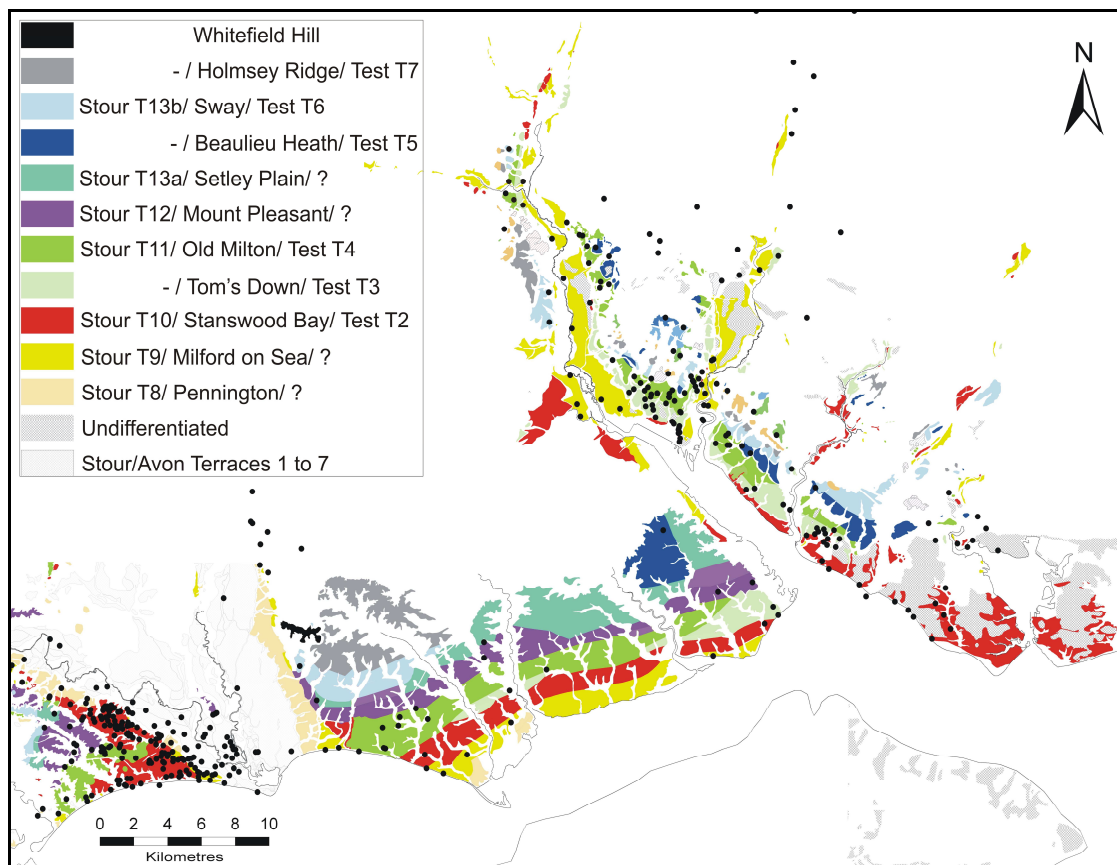 Whitefield Hill
- / Holmsey Ridge/ Test T7
Stour T13b/ Sway/ Test T6
- / Beaulieu Heath/ Test T5
Stour T13a/ Setley Plain/ ?
Stour T12/ Mount Pleasant/ ?
Stour T11/ Old Milton/ Test T4
- / Tom's Down/ Test T3
Stour T10/ Stanswood Bay/ Test T2
Stour T9/ Milford on Sea/ ?
Stour T8/ Pennington/ ?
Undifferentiated
Stour/Avon Terraces 1 to 7
N
0 2 4 6 8 10
Kilometres